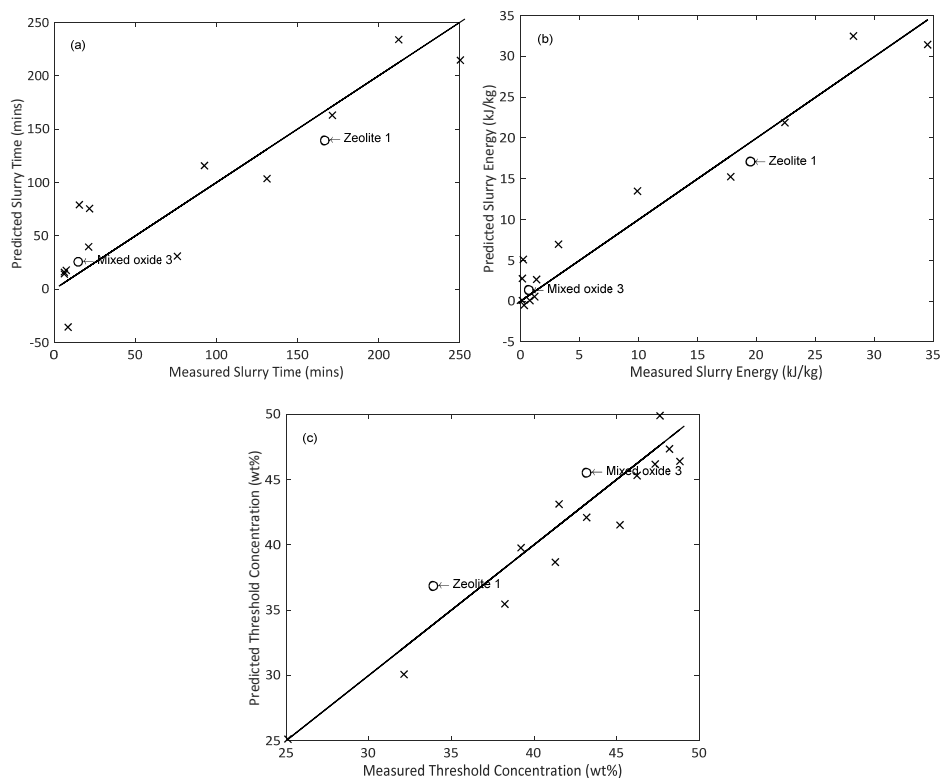 (a)
250
200
150
100
50
0
-50
Predicted Slurry Time (mins)
Zeolite 1
Mixed oxide 3
0 50 100 150 200 250
Measured Slurry Time (mins)
(b)
35
30
25
20
15
10
5
0
-5
Predicted Slurry Energy (kJ/kg)
Zeolite 1
Mixed oxide 3
0 5 10 15 20 25 30 35
Measured Slurry Energy (kJ/kg)
(c)
50
45
40
35
30
25
Predicted Threshold Concentration (wt%)
Mixed oxide 3
Zeolite 1
25 30 35 40 45 50
Measured Threshold Concentration (wt%)